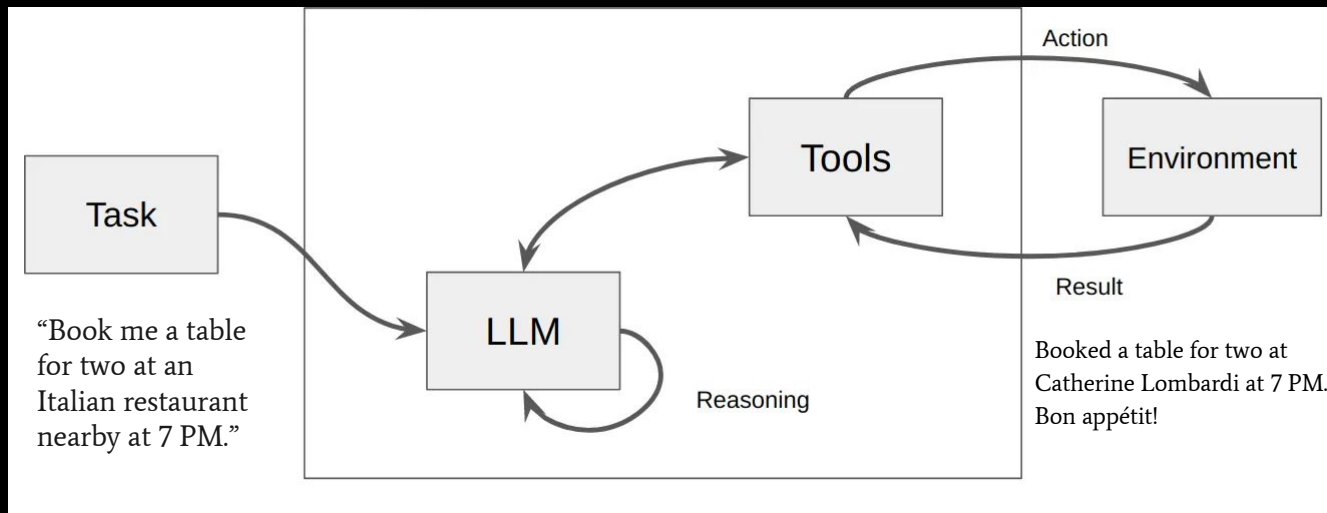 Action
Tools
Environment
Task
Result
LLM
Reasoning
“Book me a table
for two at an
Italian restaurant
nearby at 7 PM.”
Booked a table for two at
Catherine Lombardi at 7 PM.
Bon appétit!